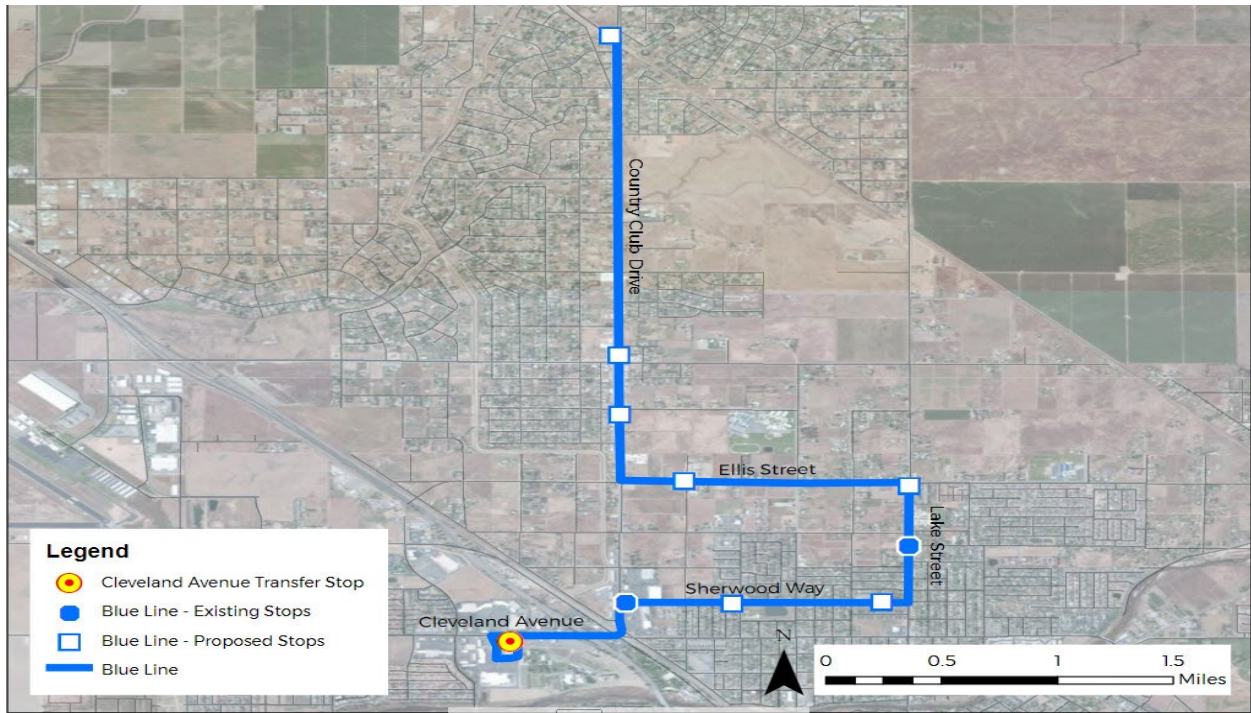 Country Club Drive
Ellis Street
Lake Street
Sherwood Way
Cleveland Avenue
Legend
Cleveland Avenue Transfer Stop
Blue Line - Existing Stops
Blue Line - Proposed Stops
Blue Line
N
0 0.5 1 1.5
Miles